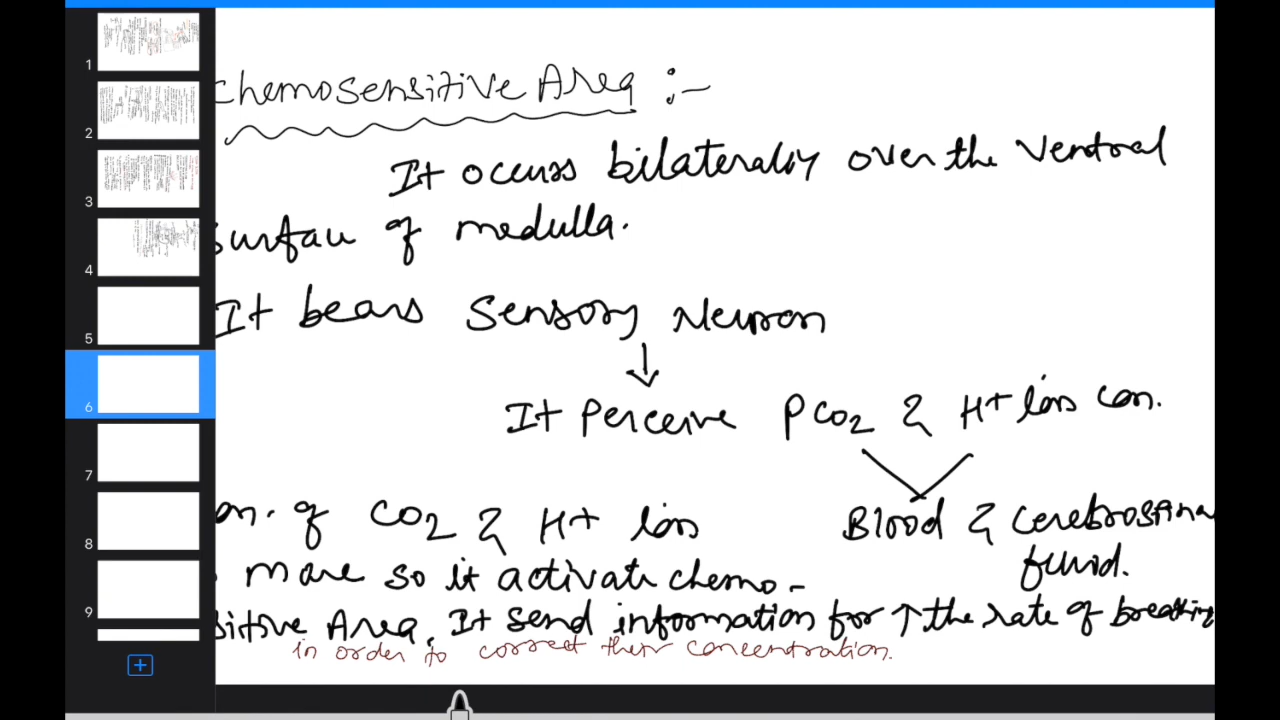 chemosensitive Area :-
It occurs bilaterally over the ventral
surface of medulla.
It bears sensory Neuron
↓
It perceive PCO2 & H+ Ions con.
Blood & cerebrospina
fluid.
on. of CO2 & H+ Ions
more so it activate chemo-
sitive Area. It send information for ↑ the rate of breathing
in order to correct their concentration.
1
2
3
4
5
6
7
8
9